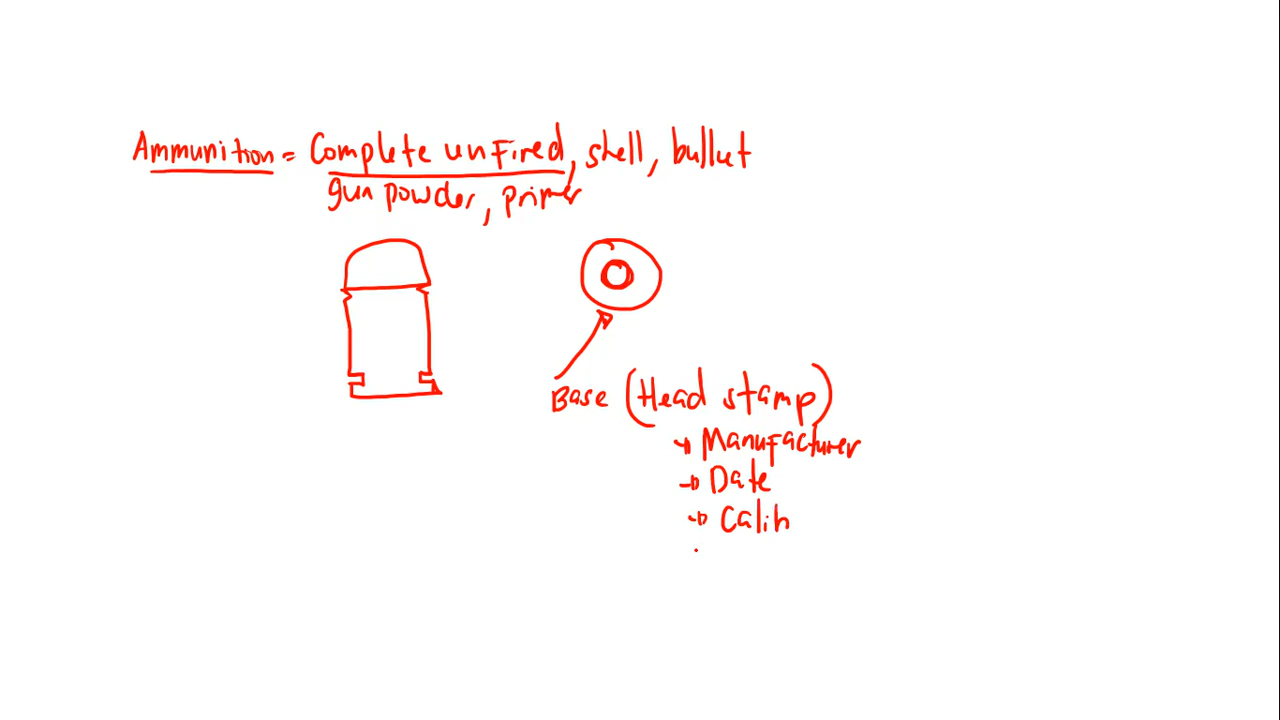 Ammunition = Complete unfired, shell, bullet
gun powder, primer
Base (Head stamp)
→ Manufacturer
→ Date
→ Calib